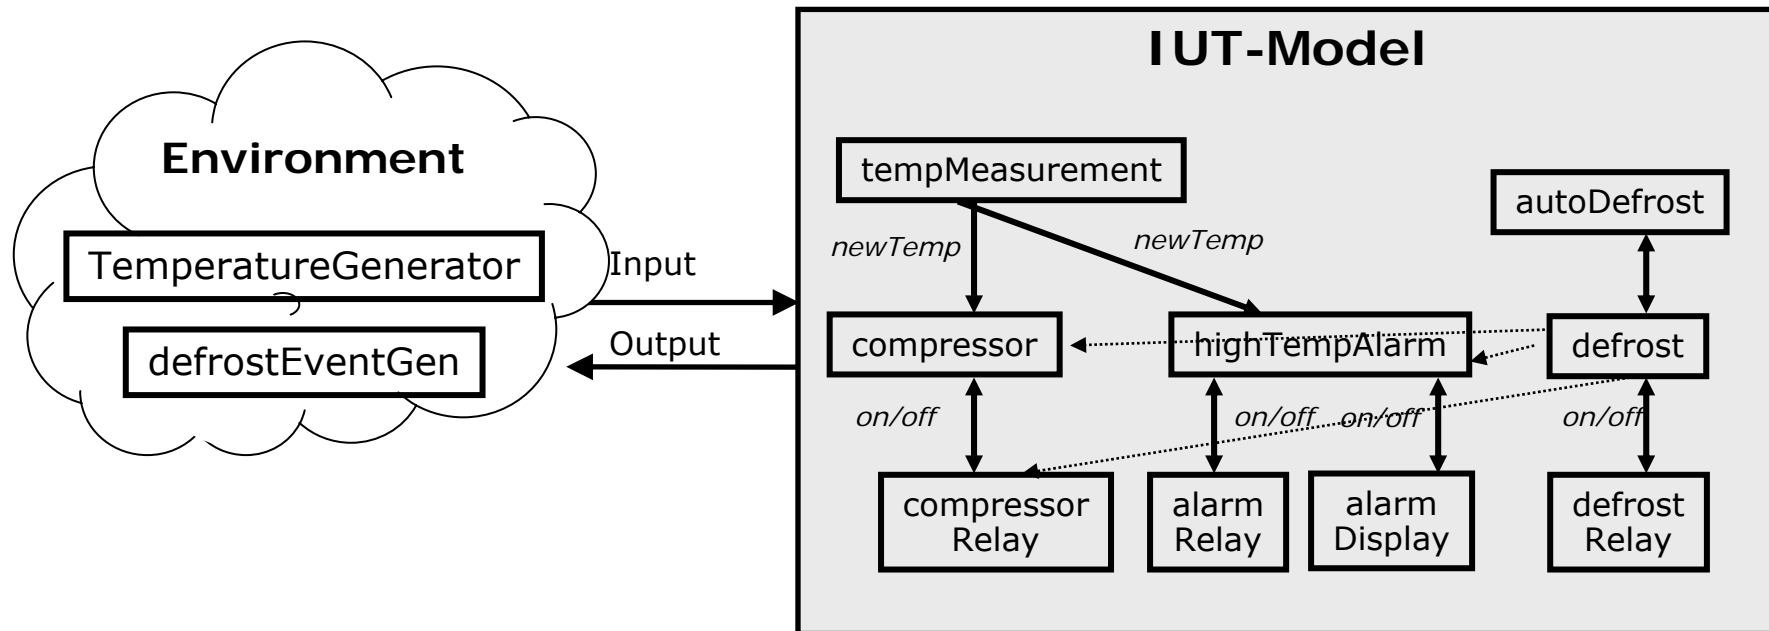 IUT-Model
Environment
TemperatureGenerator
defrostEventGen
Input
Output
tempMeasurement
autoDefrost
newTemp
newTemp
compressor
highTempAlarm
defrost
on/off
on/off
on/off
on/off
compressor
Relay
alarm
Relay
alarm
Display
defrost
Relay